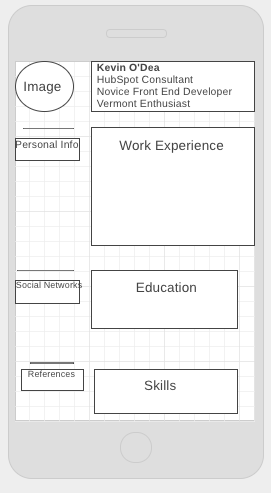 Image
Kevin O'Dea
HubSpot Consultant
Novice Front End Developer
Vermont Enthusiast
Personal Info
Work Experience
Social Networks
Education
References
Skills